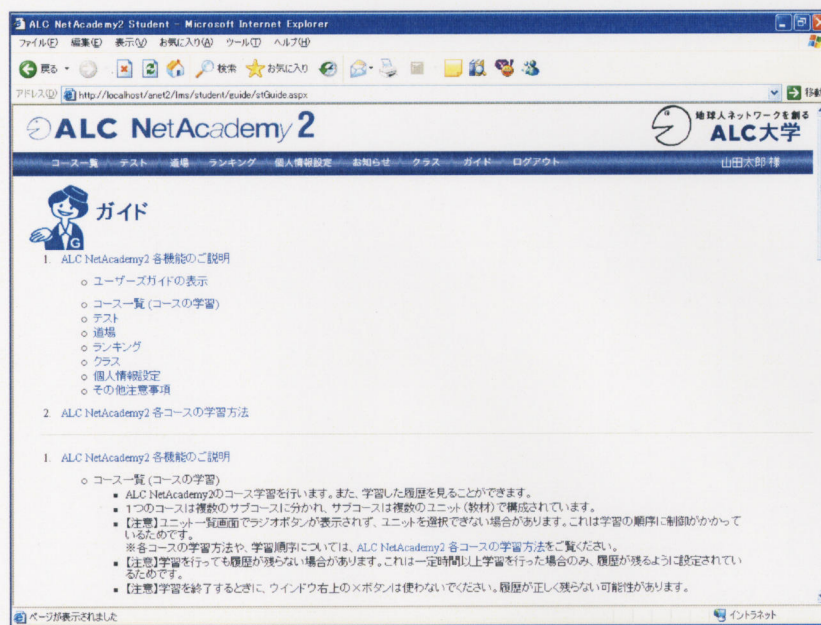 ALC NetAcademy2 Student - Microsoft Internet Explorer
ファイル(F) 編集(E) 表示(V) お気に入り(A) ツール(T) ヘルプ(H)
戻る 検索 お気に入り
アドレス(D) http://localhost/anet2/lms/student/guide/stGuide.aspx 移動
ALC NetAcademy 2
地球人ネットワークを創る
ALC大学
コース一覧 テスト 道場 ランキング 個人情報設定 お知らせ クラス ガイド ログアウト 山田太郎 様
G
ガイド
1. ALC NetAcademy2 各機能のご説明
ユーザーズガイドの表示
コース一覧 (コースの学習)
テスト
道場
ランキング
クラス
個人情報設定
その他注意事項
2. ALC NetAcademy2 各コースの学習方法
1. ALC NetAcademy2 各機能のご説明
コース一覧 (コースの学習)
ALC NetAcademy2のコース学習を行います。また、学習した履歴を見ることができます。
1つのコースは複数のサブコースに分かれ、サブコースは複数のユニット(教材)で構成されています。
【注意】ユニット一覧画面でラジオボタンが表示されず、ユニットを選択できない場合があります。これは学習の順序に制御がかかって
いるためです。
※各コースの学習方法や、学習順序については、ALC NetAcademy2 各コースの学習方法をご覧ください。
【注意】学習を行っても履歴が残らない場合があります。これは一定時間以上学習を行った場合のみ、履歴が残るように設定されてい
るためです。
【注意】学習を終了するときに、ウインドウ右上の×ボタンは使わないでください。履歴が正しく残らない可能性があります。
ページが表示されました イントラネット